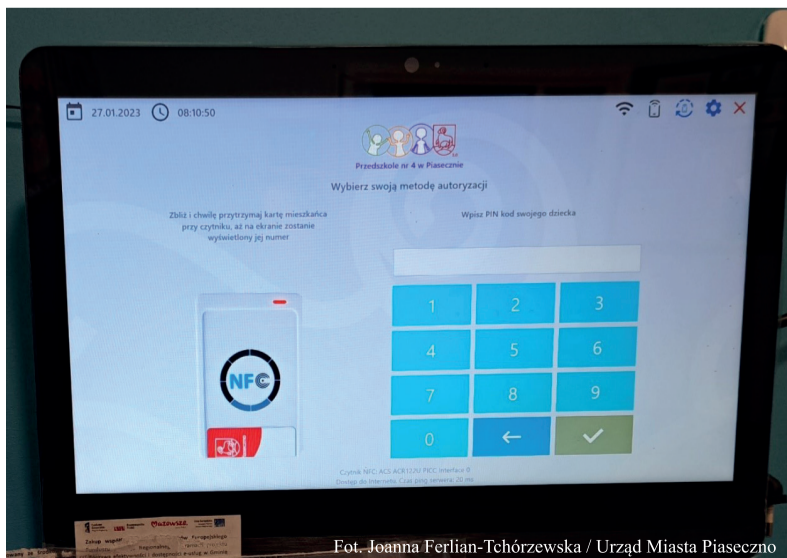 27.01.2023 08:10:50
Przedszkole nr 4 w Piasecznie
Wybierz swoją metodę autoryzacji
Zbliż i chwilę przytrzymaj kartę mieszkańca
przy czytniku, aż na ekranie zostanie
wyświetlony jej numer
Wpisz PIN kod swojego dziecka
1 2 3
4 5 6
7 8 9
0
NFC
Czytnik NFC: ACS ACR122U PICC Interface 0
Dostęp do Internetu. Czas ping serwera: 20 ms
Mazowsze
Zakup
Europejskiego
Fot. Joanna Ferlian-Tchórzewska / Urząd Miasta Piaseczno